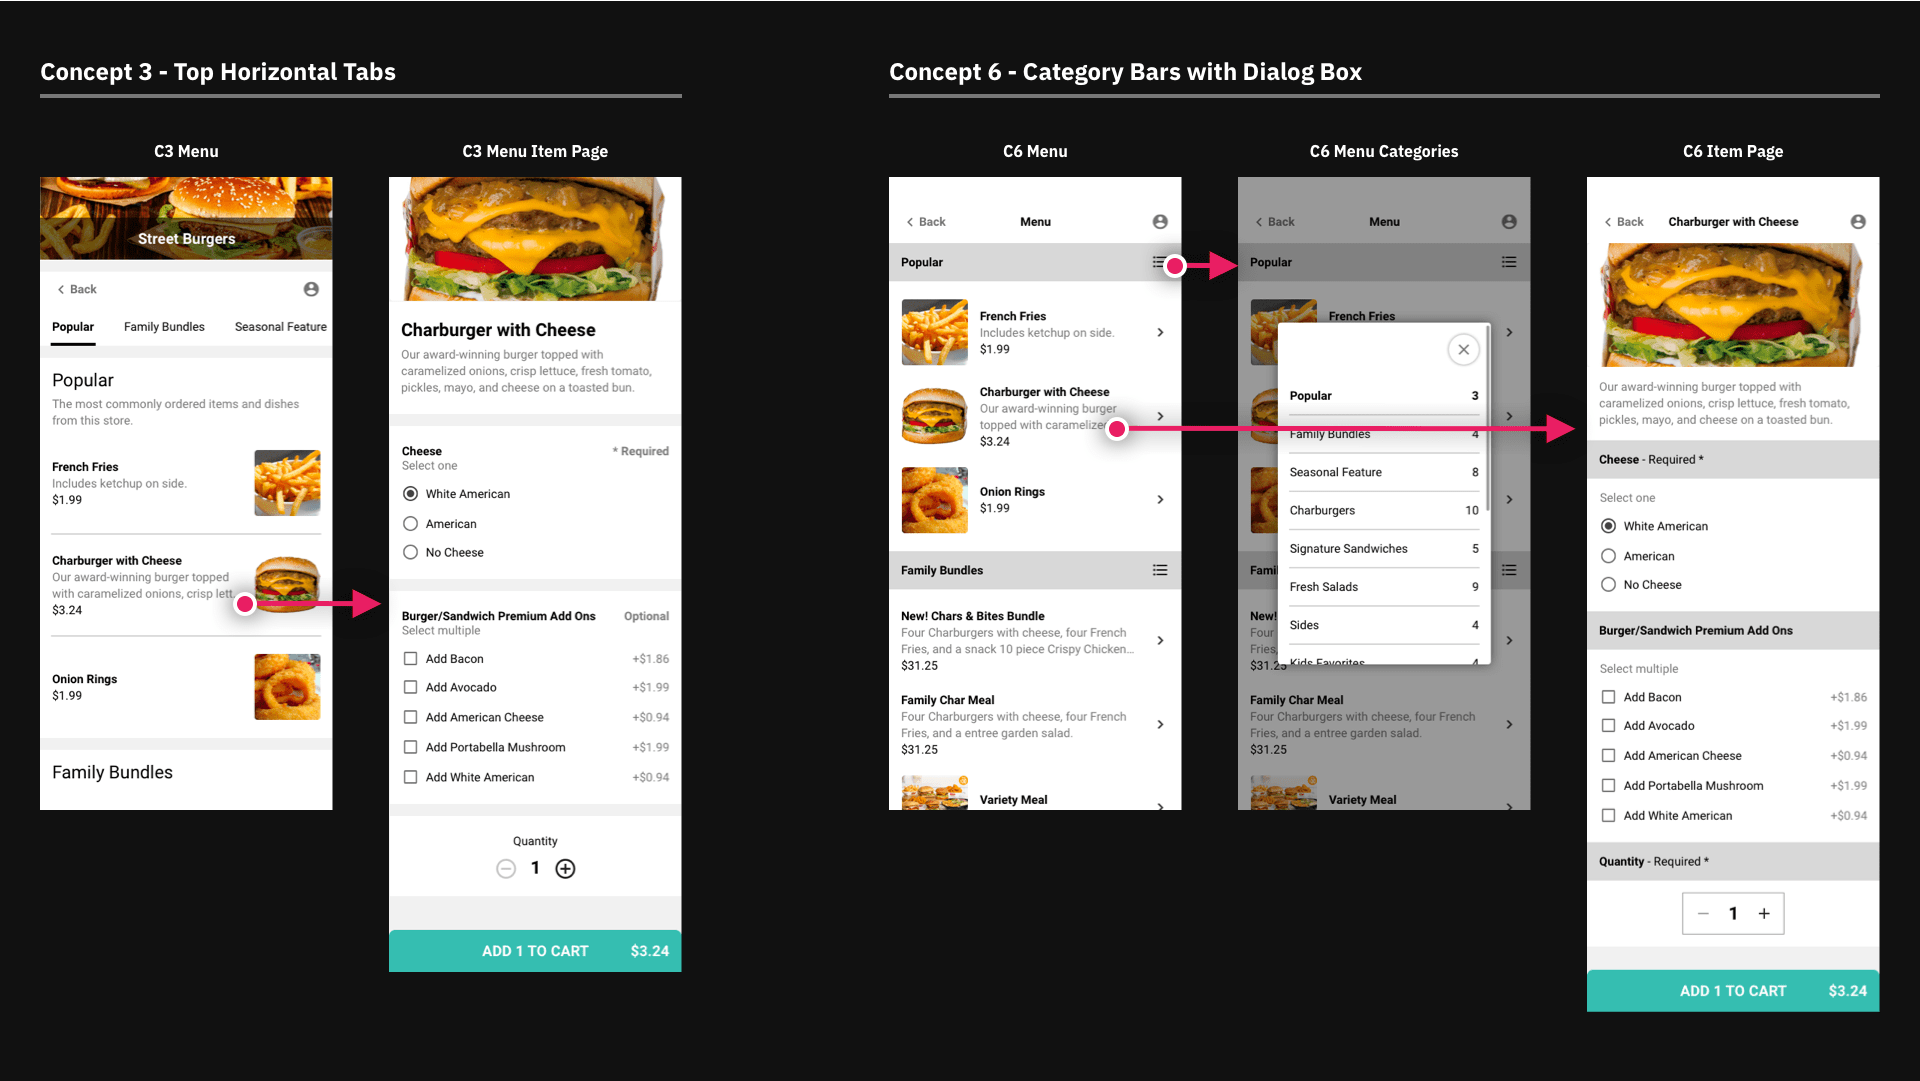 Concept 3 - Top Horizontal Tabs
C3 Menu
Street Burgers
Back
Popular
Family Bundles
Seasonal Feature
Popular
The most commonly ordered items and dishes
from this store.
French Fries
Includes ketchup on side.
$1.99
Charburger with Cheese
Our award-winning burger topped
with caramelized onions, crisp lett...
$3.24
Onion Rings
$1.99
Family Bundles
C3 Menu Item Page
Charburger with Cheese
Our award-winning burger topped with
caramelized onions, crisp lettuce, fresh tomato,
pickles, mayo, and cheese on a toasted bun.
Cheese
* Required
Select one
White American
American
No Cheese
Burger/Sandwich Premium Add Ons
Optional
Select multiple
Add Bacon +$1.86
Add Avocado +$1.99
Add American Cheese +$0.94
Add Portabella Mushroom +$1.99
Add White American +$0.94
Quantity
1
ADD 1 TO CART $3.24
Concept 6 - Category Bars with Dialog Box
C6 Menu
Back
Menu
Popular
French Fries
Includes ketchup on side.
$1.99
Charburger with Cheese
Our award-winning burger
topped with caramelize
$3.24
Onion Rings
$1.99
Family Bundles
New! Chars & Bites Bundle
Four Charburgers with cheese, four French
Fries, and a snack 10 piece Crispy Chicken...
$31.25
Family Char Meal
Four Charburgers with cheese, four French
Fries, and a entree garden salad.
$31.25
Variety Meal
C6 Menu Categories
Back
Menu
Popular
French Fries
Popular 3
Family Bundles 4
Seasonal Feature 8
Charburgers 10
Signature Sandwiches 5
Fresh Salads 9
Sides 4
Kids Favorites 4
Fami
New!
Four
Fries,
$31.25
Family Char Meal
Four Charburgers with cheese, four French
Fries, and a entree garden salad.
$31.25
Variety Meal
C6 Item Page
Back
Charburger with Cheese
Our award-winning burger topped with
caramelized onions, crisp lettuce, fresh tomato,
pickles, mayo, and cheese on a toasted bun.
Cheese - Required *
Select one
White American
American
No Cheese
Burger/Sandwich Premium Add Ons
Select multiple
Add Bacon +$1.86
Add Avocado +$1.99
Add American Cheese +$0.94
Add Portabella Mushroom +$1.99
Add White American +$0.94
Quantity - Required *
1
ADD 1 TO CART $3.24